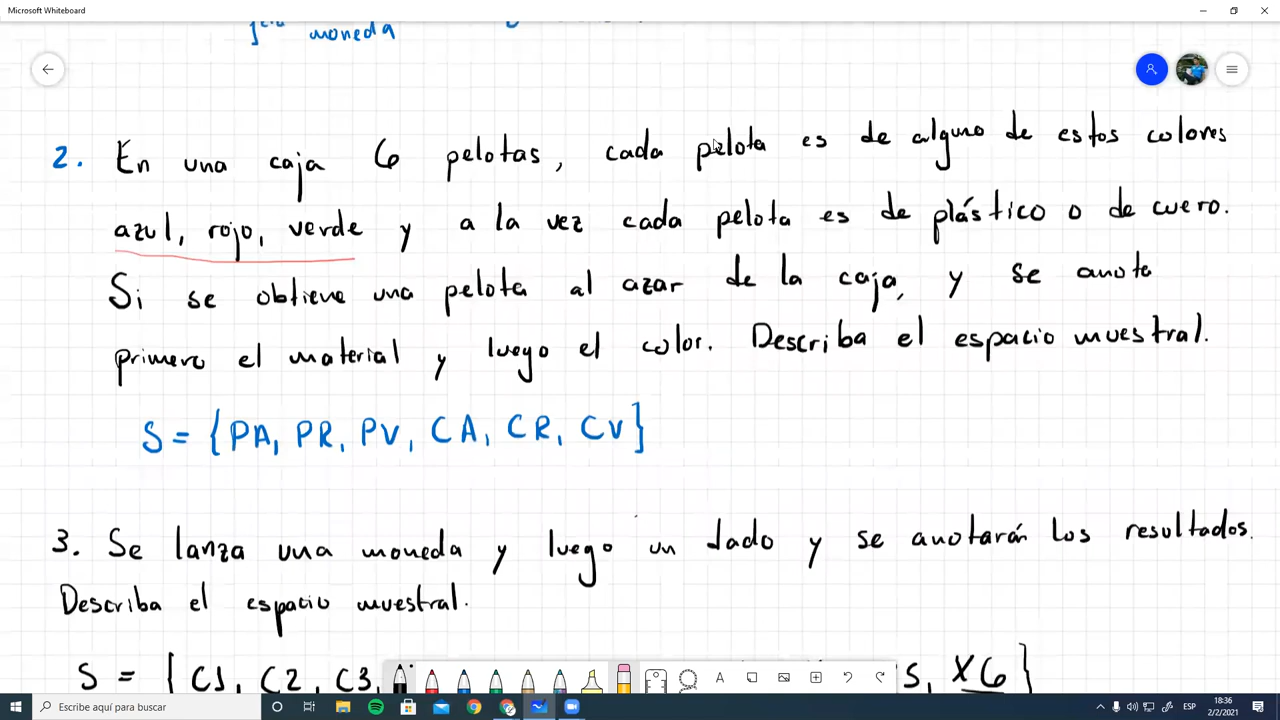 Microsoft Whiteboard
1era moneda
2. En una caja 6 pelotas, cada pelota es de alguno de estos colores
azul, rojo, verde y a la vez cada pelota es de plástico o de cuero.
Si se obtiene una pelota al azar de la caja, y se anota
primero el material y luego el color. Describa el espacio muestral.
S = {PA, PR, PV, CA, CR, CV}
3. Se lanza una moneda y luego un dado y se anotarán los resultados.
Describa el espacio muestral.
S = { C1, C2, C3, 5, X6}
Escribe aquí para buscar
ESP
18:36
2/2/2021